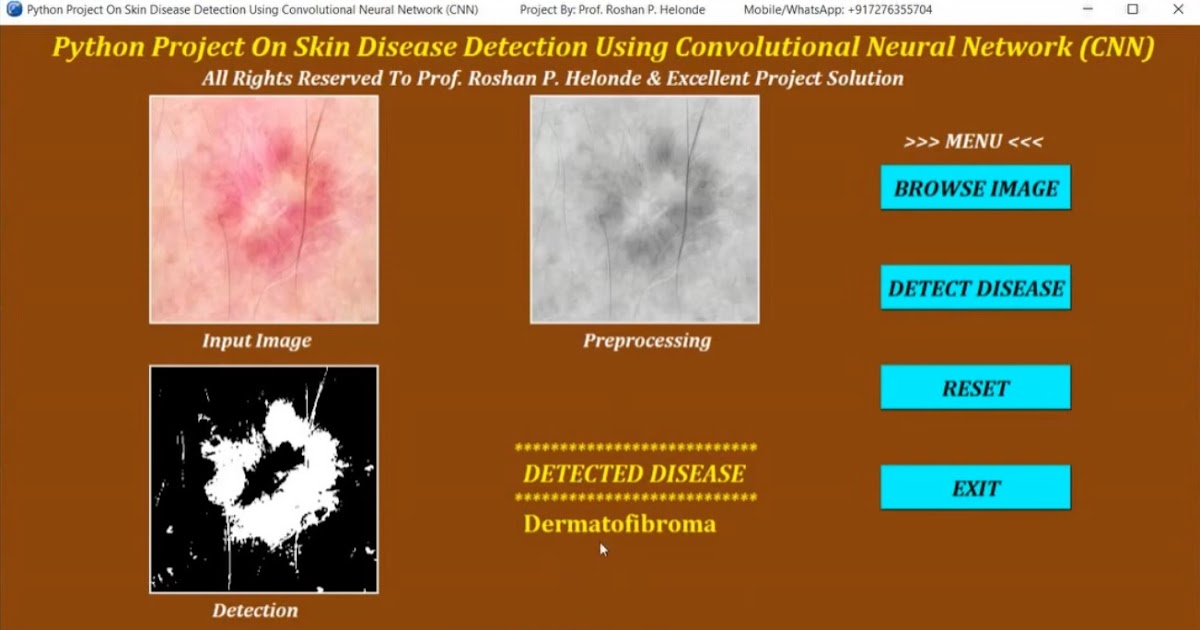 Python Project On Skin Disease Detection Using Convolutional Neural Network (CNN) Project By: Prof. Roshan P. Helonde Mobile/WhatsApp: +917276355704
Python Project On Skin Disease Detection Using Convolutional Neural Network (CNN)
All Rights Reserved To Prof. Roshan P. Helonde & Excellent Project Solution
>>> MENU <<<
BROWSE IMAGE
DETECT DISEASE
Input Image
Preprocessing
RESET
***************************
DETECTED DISEASE
***************************
EXIT
Dermatofibroma
Detection